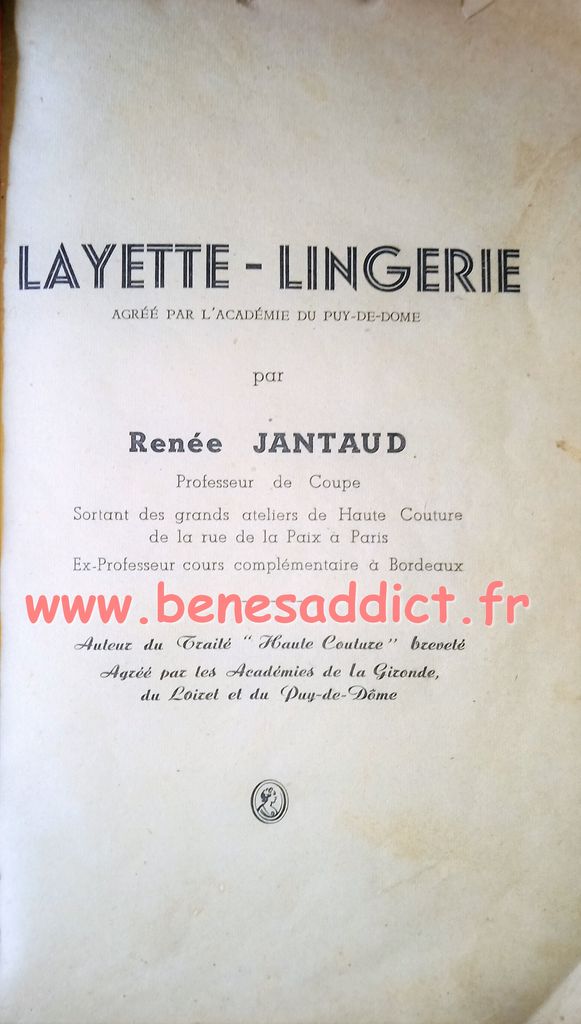 LAYETTE - LINGERIE
AGRÉÉ PAR L'ACADÉMIE DU PUY-DE-DOME
par
Renée JANTAUD
Professeur de Coupe
Sortant des grands ateliers de Haute Couture
de la rue de la Paix à Paris
Ex-Professeur cours complémentaire à Bordeaux
www.benesaddict.fr
Auteur du Traité "Haute Couture" breveté
Agréé par les Académies de la Gironde,
du Loiret et du Puy-de-Dôme